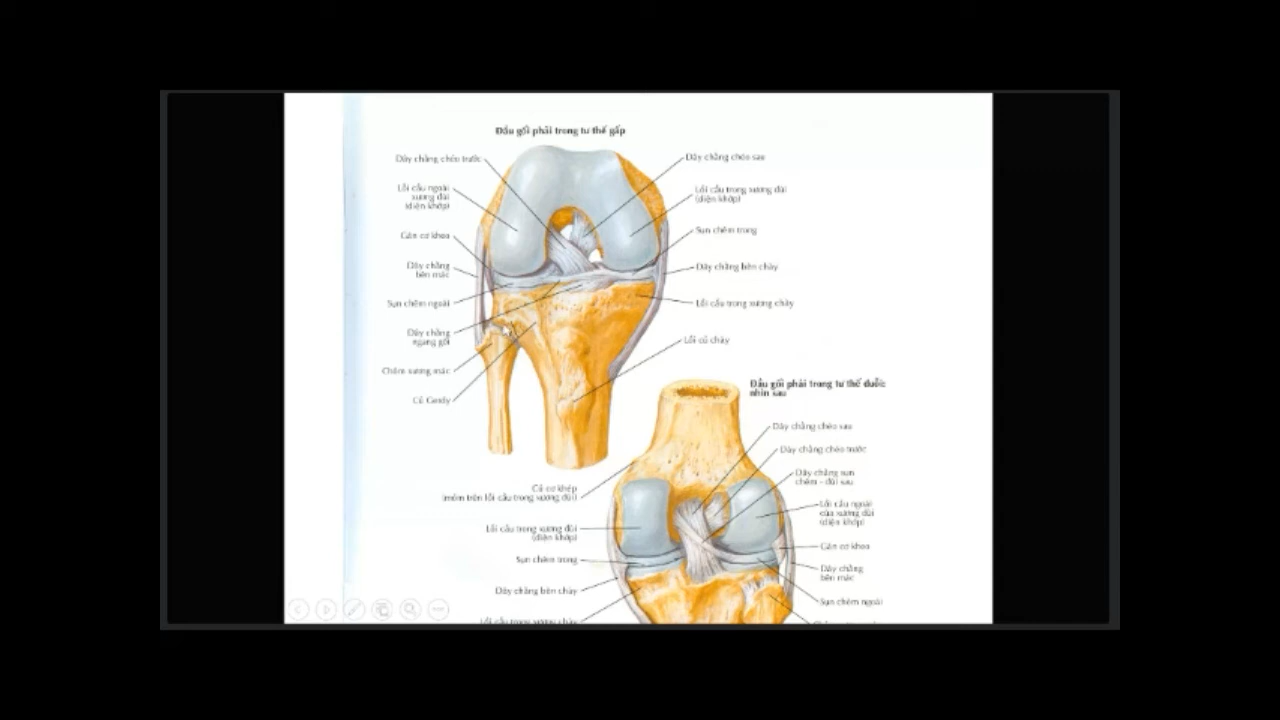 Đầu gối phải trong tư thế gấp
Dây chằng chéo trước
Lồi cầu ngoài
xương đùi
(diện khớp)
Gân cơ khoeo
Dây chằng
bên mác
Sụn chêm ngoài
Dây chằng
ngang gối
Chỏm xương mác
Củ Gerdy
Dây chằng chéo sau
Lồi cầu trong xương đùi
(diện khớp)
Sụn chêm trong
Dây chằng bên chày
Lồi cầu trong xương chày
Lồi củ chày
Đầu gối phải trong tư thế duỗi:
nhìn sau
Củ cơ khép
(mỏm trên lồi cầu trong xương đùi)
Lồi cầu trong xương đùi
(diện khớp)
Sụn chêm trong
Dây chằng bên chày
Lồi cầu trong xương chày
Dây chằng chéo sau
Dây chằng chéo trước
Dây chằng sụn
chêm - đùi sau
Lồi cầu ngoài
của xương đùi
(diện khớp)
Gân cơ khoeo
Dây chằng
bên mác
Sụn chêm ngoài